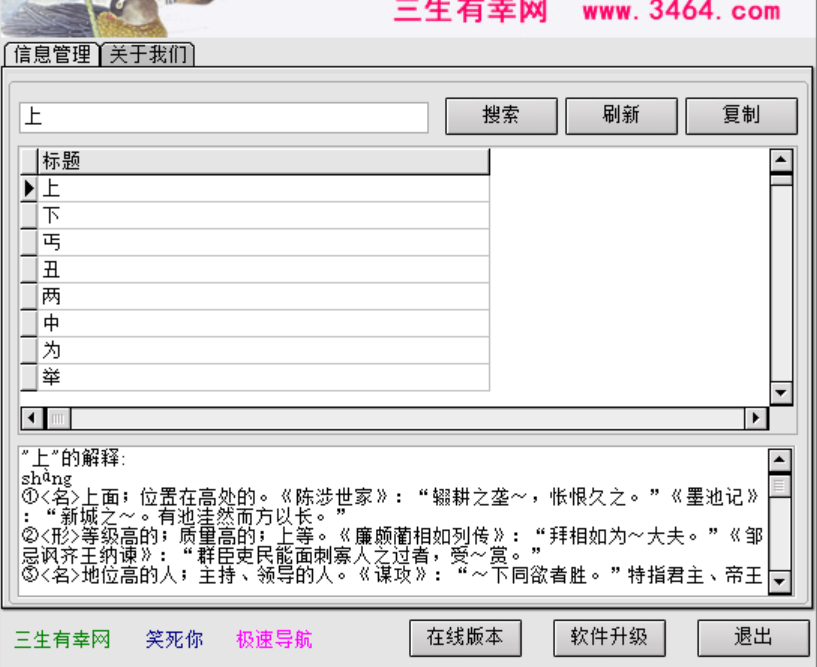 三生有幸网 www.3464.com
信息管理 关于我们
上 搜索 刷新 复制
标题
上
下
丐
丑
两
中
为
举
"上"的解释:
shàng
①<名>上面；位置在高处的。《陈涉世家》：“辍耕之垄～，怅恨久之。”《墨池记》
：“新城之～。有池洼然而方以长。”
②<形>等级高的；质量高的；上等。《廉颇蔺相如列传》：“拜相如为～大夫。”《邹
忌讽齐王纳谏》：“群臣吏民能面刺寡人之过者，受～赏。”
③<名>地位高的人；主持、领导的人。《谋攻》：“～下同欲者胜。”特指君主、帝王
三生有幸网 笑死你 极速导航 在线版本 软件升级 退出